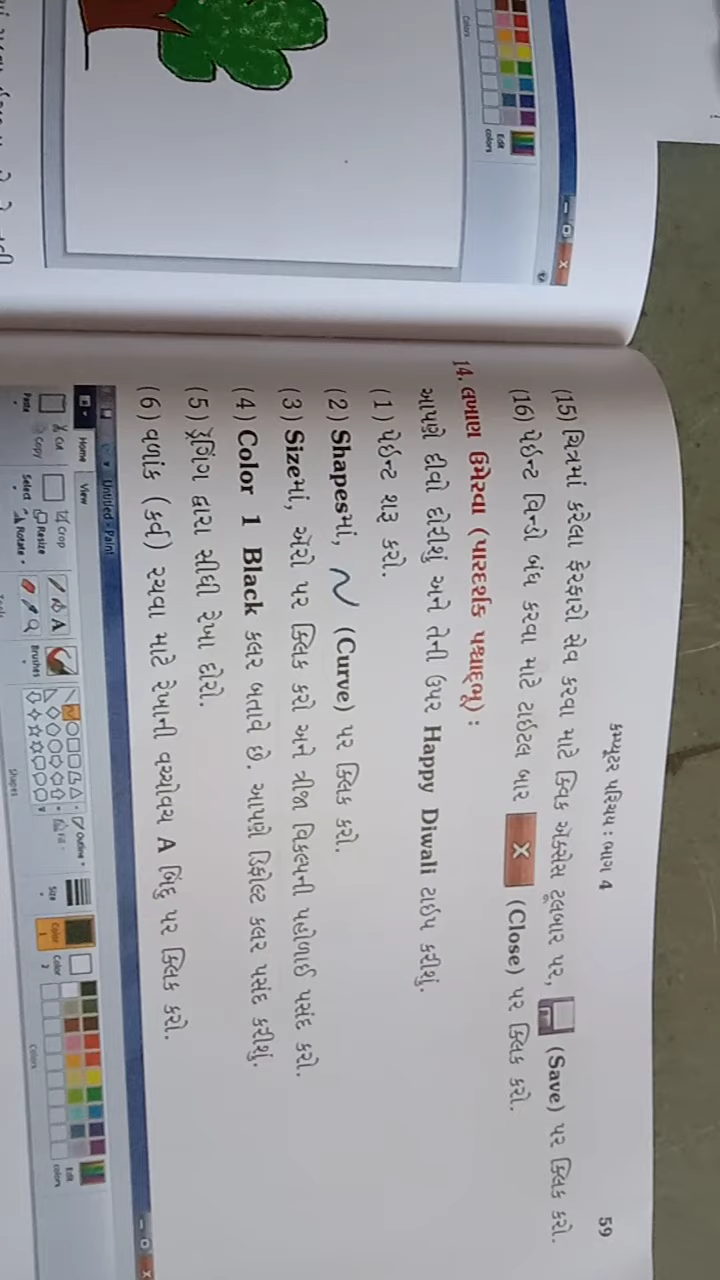 કમ્પ્યૂટર પરિચય : ભાગ 4
59
(15) ચિત્રમાં કરેલા ફેરફારો સેવ કરવા માટે ક્વિક ઍક્સેસ ટૂલબાર પર, (Save) પર ક્લિક કરો.
(16) પેઇન્ટ વિન્ડો બંધ કરવા માટે ટાઇટલ બાર X (Close) પર ક્લિક કરો.
14. લખાણ ઉમેરવા (પારદર્શક પશ્ચાદ્ભૂ) :
આપણે દીવો દોરીશું અને તેની ઉપર Happy Diwali ટાઇપ કરીશું.
(1) પેઇન્ટ શરૂ કરો.
(2) Shapesમાં, (Curve) પર ક્લિક કરો.
(3) Sizeમાં, ઍરો પર ક્લિક કરો અને ત્રીજા વિકલ્પની પહોળાઈ પસંદ કરો.
(4) Color 1 Black કલર બતાવે છે. આપણે ડિફોલ્ટ કલર પસંદ કરીશું.
(5) ડ્રૅગિંગ દ્વારા સીધી રેખા દોરો.
(6) વળાંક (કર્વ) રચવા માટે રેખાની વચ્ચોવચ A બિંદુ પર ક્લિક કરો.
Untitled - Paint
Home View
Cut
Copy
Paste
Crop
Resize
Rotate
Select
A
Brushes
Shapes
Outline
Fill
Size
Color 1
Color 2
Colors
Edit colors
Colors
Edit colors